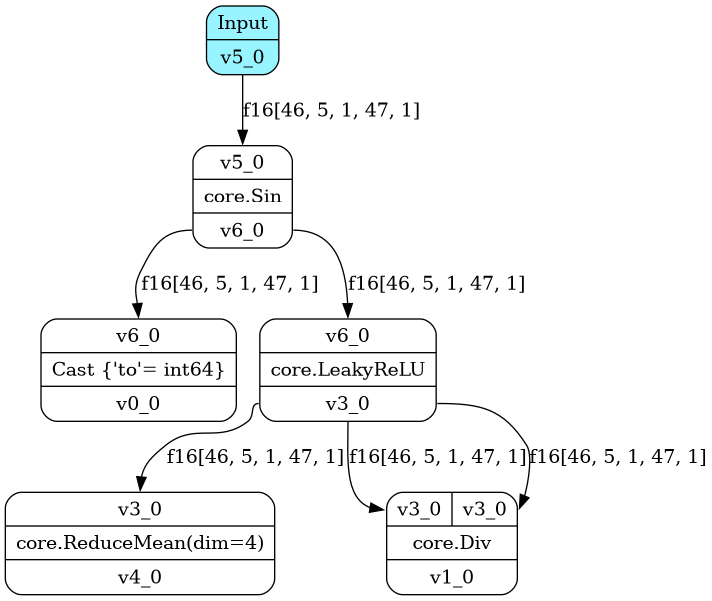 Input
v5_0
f16[46, 5, 1, 47, 1]
v5_0
core.Sin
v6_0
f16[46, 5, 1, 47, 1]
f16[46, 5, 1, 47, 1]
v6_0
Cast {'to'= int64}
v0_0
v6_0
core.LeakyReLU
v3_0
f16[46, 5, 1, 47, 1]
f16[46, 5, 1, 47, 1]
f16[46, 5, 1, 47, 1]
v3_0
core.ReduceMean(dim=4)
v4_0
v3_0
v3_0
core.Div
v1_0